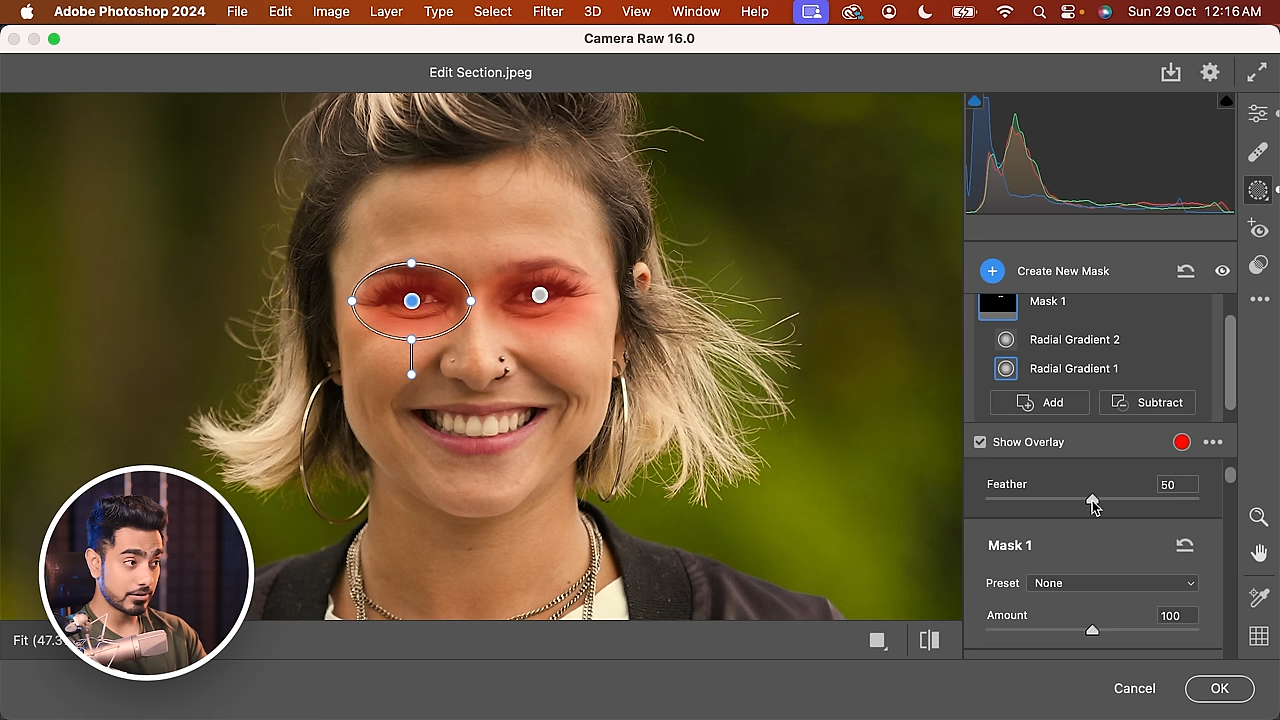 Adobe Photoshop 2024 File Edit Image Layer Type Select Filter 3D View Window Help Sun 29 Oct 12:16 AM
Camera Raw 16.0
Edit Section.jpeg
Create New Mask
Mask 1
Radial Gradient 2
Radial Gradient 1
Add Subtract
Show Overlay
Feather 50
Mask 1
Preset None
Amount 100
Fit
Cancel OK